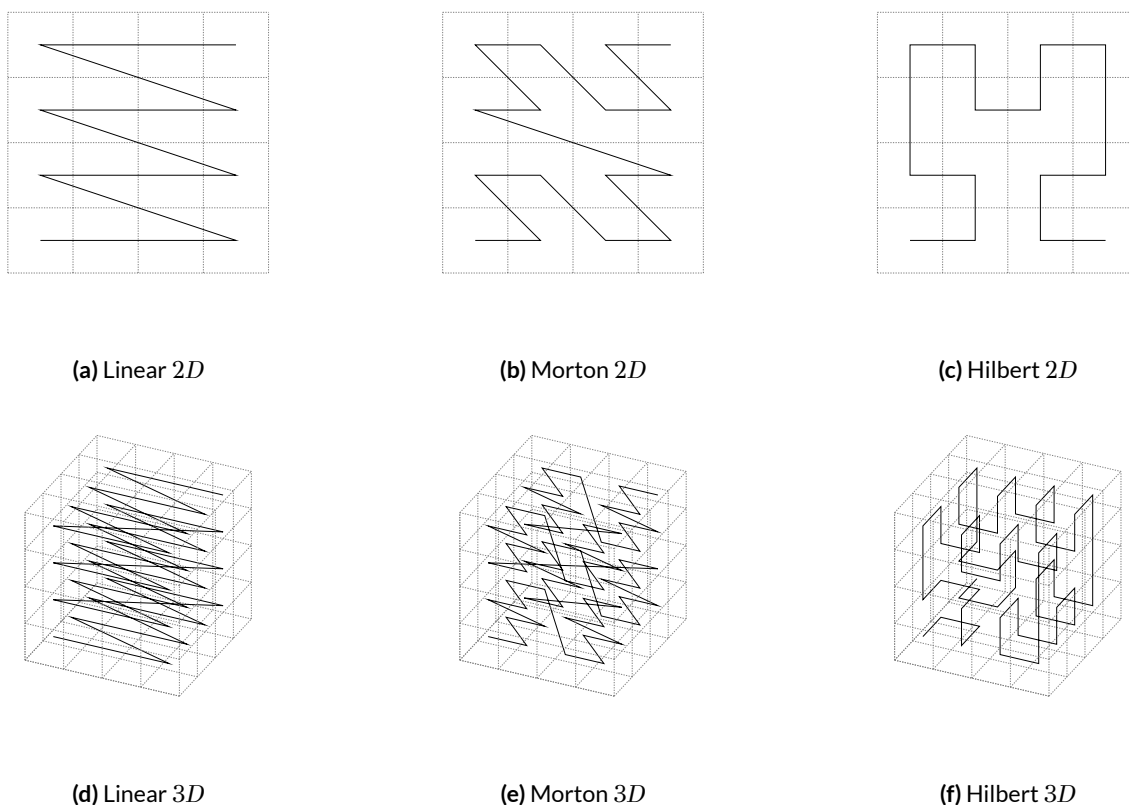 (a) Linear 2D
(b) Morton 2D
(c) Hilbert 2D
(d) Linear 3D
(e) Morton 3D
(f) Hilbert 3D